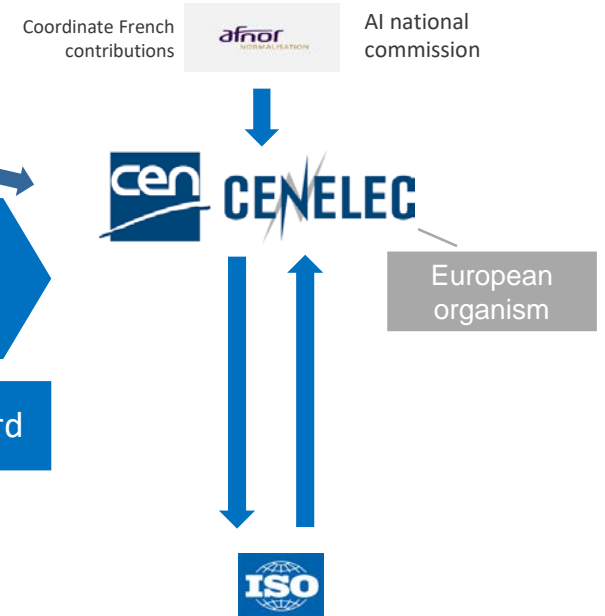 Coordinate French
contributions
afnor
NORMALISATION
AI national
commission
cen
CENELEC
European
organism
rd
ISO